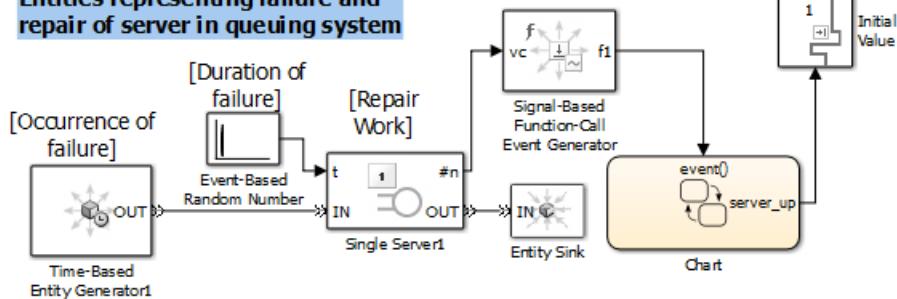 Entities representing failure and
repair of server in queuing system
1
Initial
Value
f
vc
f1
Signal-Based
Function-Call
Event Generator
[Duration of
failure]
[Repair
Work]
[Occurrence of
failure]
Event-Based
Random Number
t
1
#n
IN
OUT
Single Server1
OUT
Time-Based
Entity Generator1
IN
Entity Sink
event()
server_up
Chart